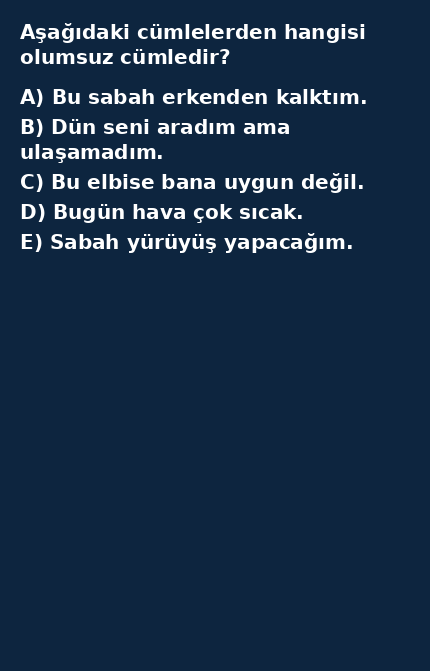 Aşağıdaki cümlelerden hangisi
olumsuz cümledir?
A) Bu sabah erkenden kalktım.
B) Dün seni aradım ama
ulaşamadım.
C) Bu elbise bana uygun değil.
D) Bugün hava çok sıcak.
E) Sabah yürüyüş yapacağım.